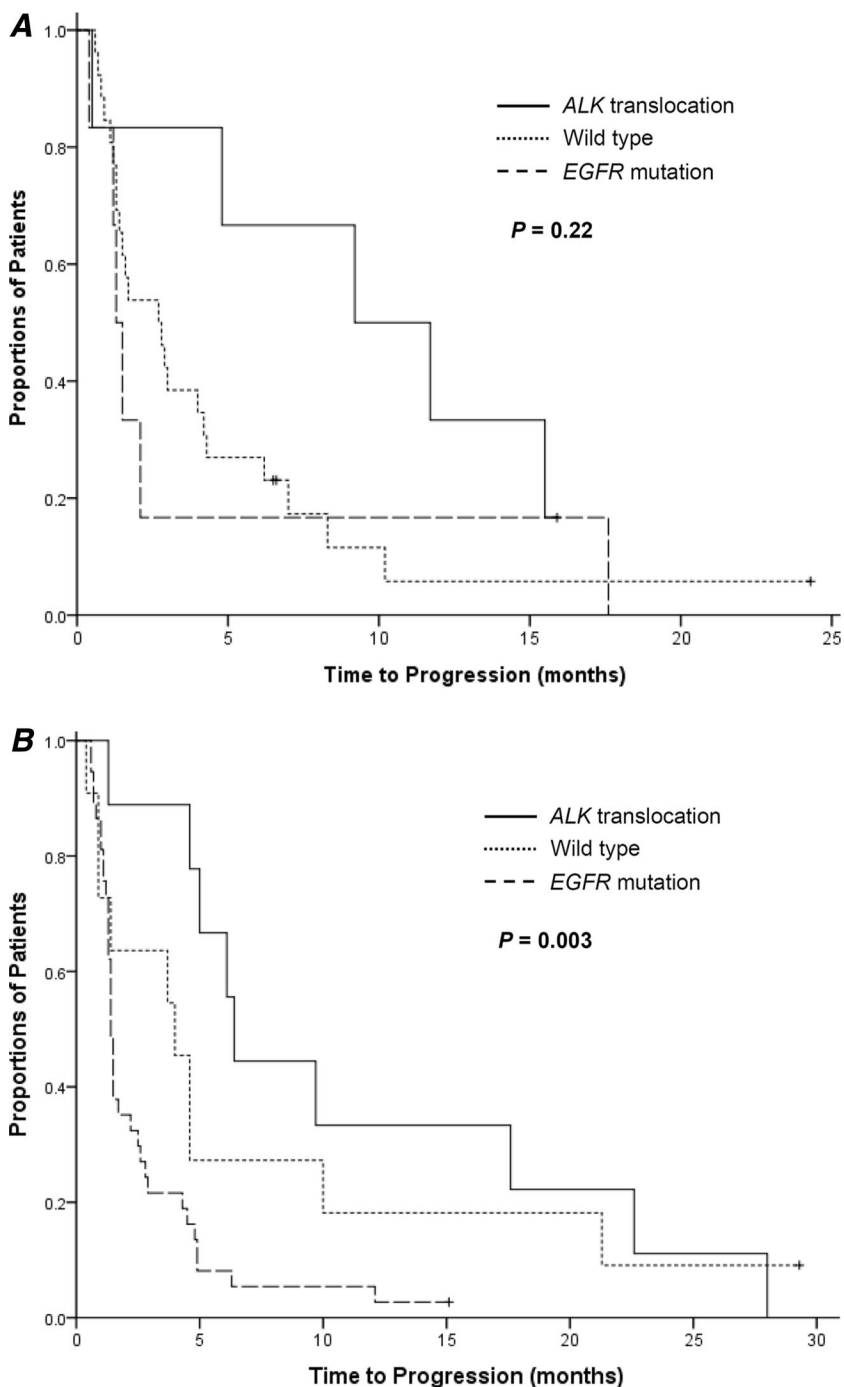 A
1.0
0.8
0.6
0.4
0.2
0.0
Proportions of Patients
ALK translocation
Wild type
EGFR mutation
P = 0.22
0 5 10 15 20 25
Time to Progression (months)
B
1.0
0.8
0.6
0.4
0.2
0.0
Proportions of Patients
ALK translocation
Wild type
EGFR mutation
P = 0.003
0 5 10 15 20 25 30
Time to Progression (months)